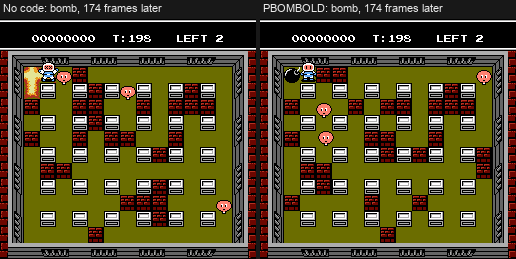 No code: bomb, 174 frames later
PBOMBOLD: bomb, 174 frames later
00000000 T:198 LEFT 2
00000000 T:198 LEFT 2